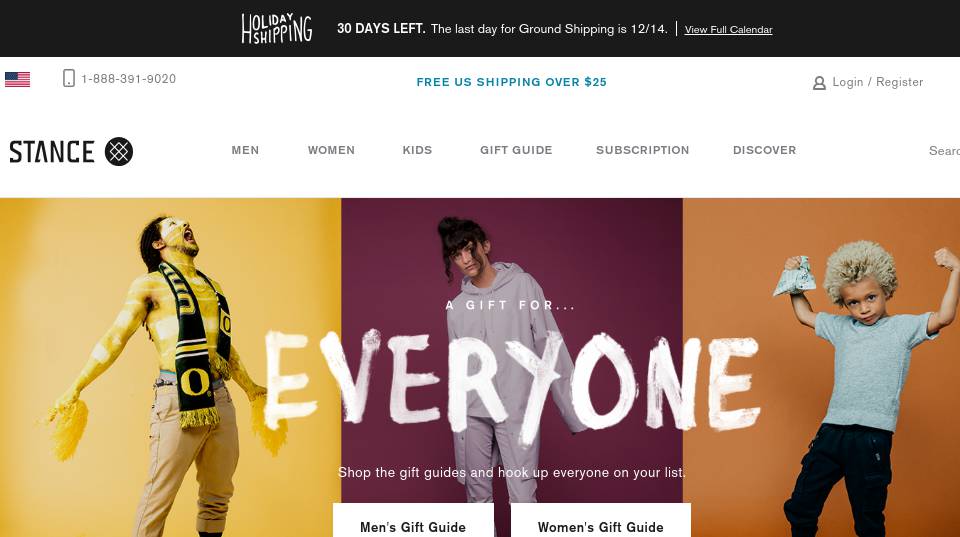 HOLIDAY SHIPPING
30 DAYS LEFT. The last day for Ground Shipping is 12/14. | View Full Calendar
1-888-391-9020
FREE US SHIPPING OVER $25
Login / Register
STANCE
MEN
WOMEN
KIDS
GIFT GUIDE
SUBSCRIPTION
DISCOVER
Searc
O
A GIFT FOR...
EVERYONE
Shop the gift guides and hook up everyone on your list.
Men's Gift Guide
Women's Gift Guide